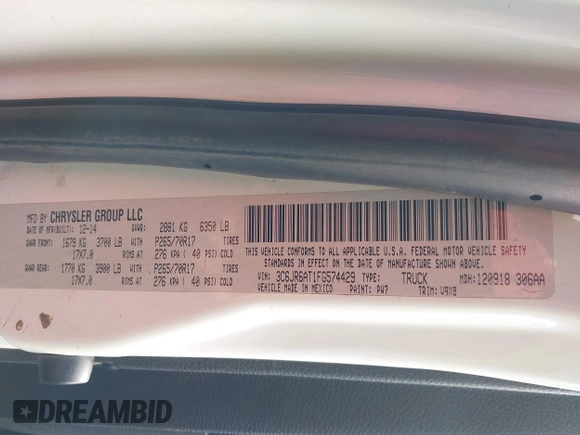 MFD BY CHRYSLER GROUP LLC
DATE OF MFR(BUILT): 12-14 GVWR: 2881 KG 6350 LB
GAWR FRONT: 1679 KG 3700 LB WITH P265/70R17 TIRES
17X7.0 276 KPA ( 40 PSI) COLD
GAWR REAR: 1770 KG 3900 LB WITH P265/70R17 TIRES
17X7.0 276 KPA ( 40 PSI) COLD
THIS VEHICLE CONFORMS TO ALL APPLICABLE U.S.A. FEDERAL MOTOR VEHICLE SAFETY
STANDARDS IN EFFECT ON THE DATE OF MANUFACTURE SHOWN ABOVE.
VIN: 3C6JR6AT1FG574429 TYPE: TRUCK MDH: 120918 306AA
VEHICLE MADE IN MEXICO PAINT: PW7 TRIM: V9X8
DREAMBID